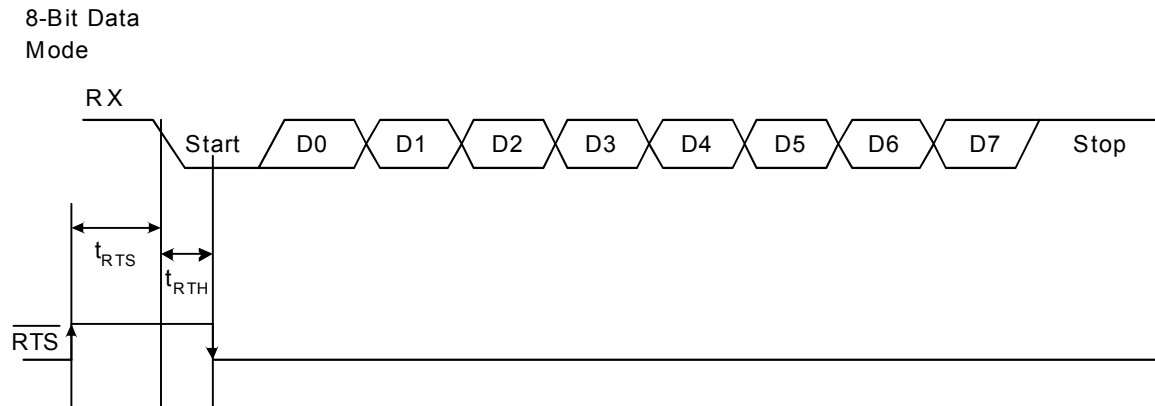 8-Bit Data
Mode
RX
Start D0 D1 D2 D3 D4 D5 D6 D7 Stop
tRTS
tRTH
RTS